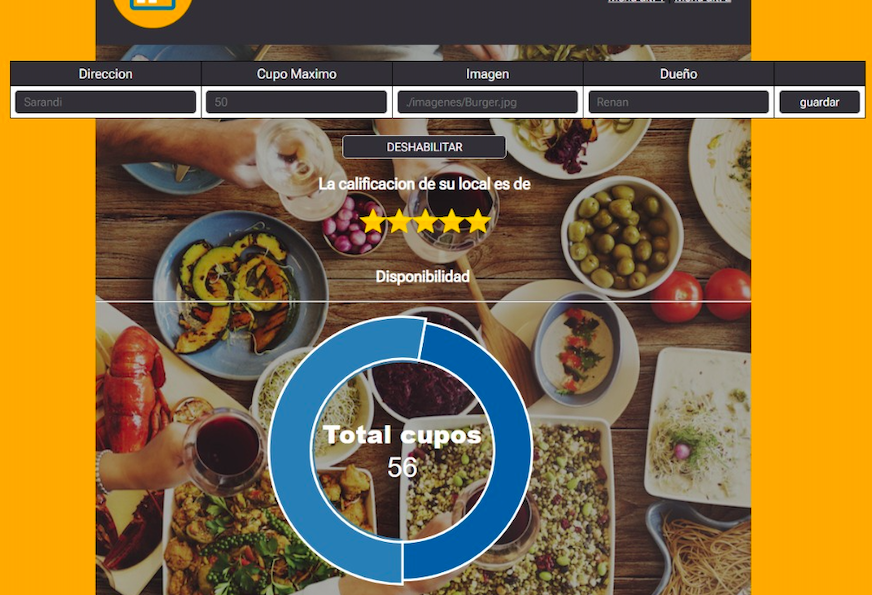 Direccion Cupo Maximo Imagen Dueño
Sarandi 50 ./imagenes/Burger.jpg Renan guardar
DESHABILITAR
La calificacion de su local es de
Disponibilidad
Total cupos
56